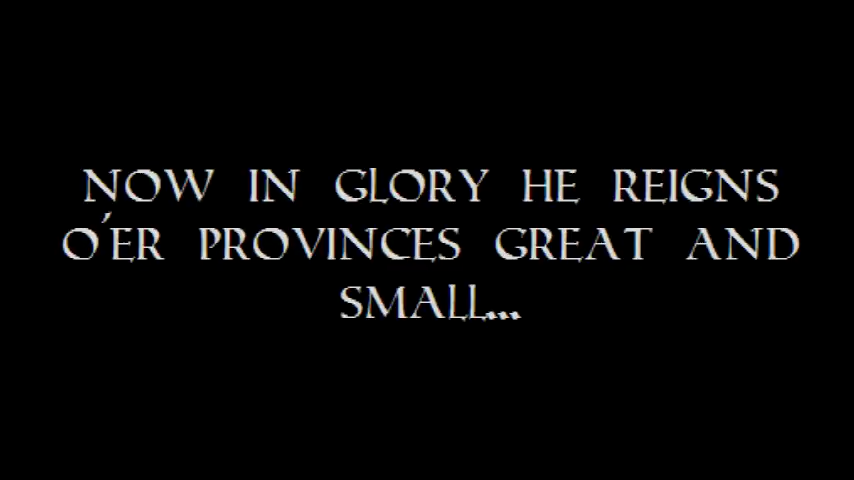 NOW IN GLORY HE REIGNS
O'ER PROVINCES GREAT AND
SMALL...